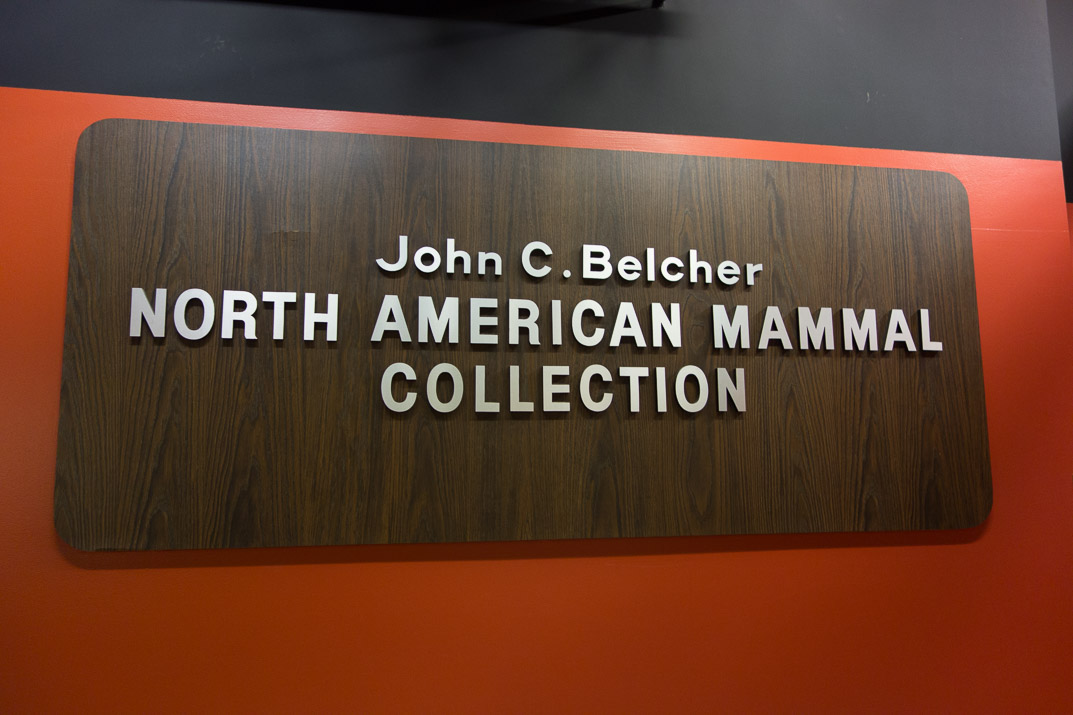 John C. Belcher
NORTH AMERICAN MAMMAL
COLLECTION